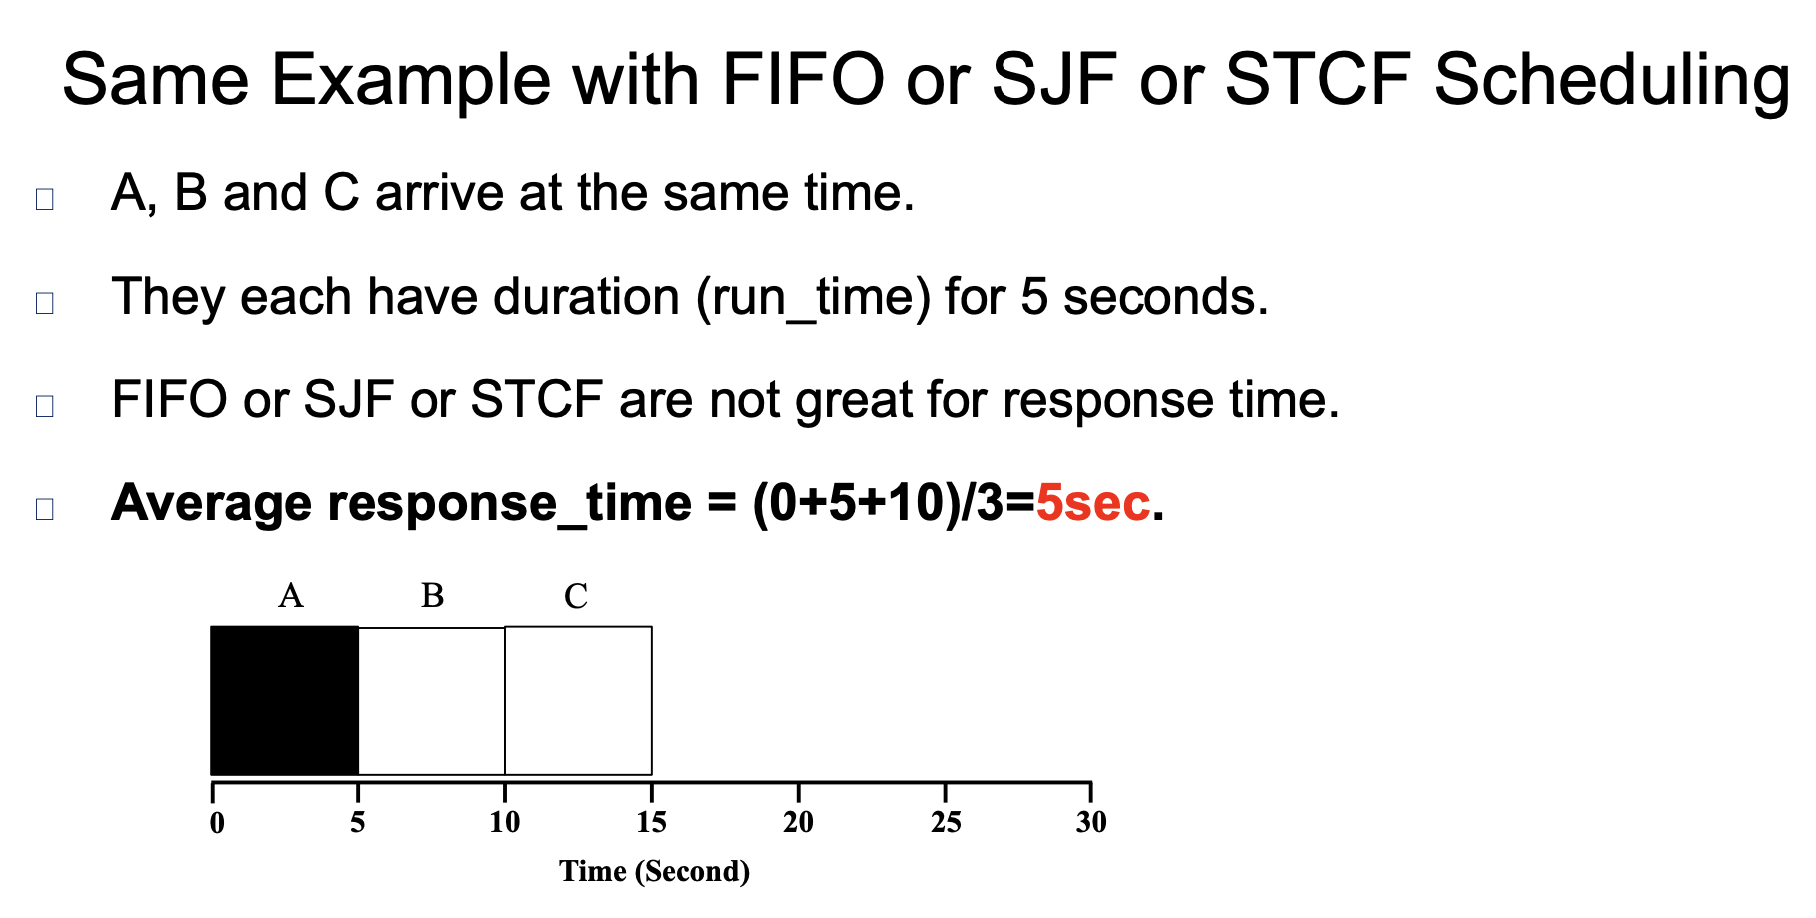 Same Example with FIFO or SJF or STCF Scheduling
A, B and C arrive at the same time.
They each have duration (run_time) for 5 seconds.
FIFO or SJF or STCF are not great for response time.
Average response_time = (0+5+10)/3=5sec.
A B C
0 5 10 15 20 25 30
Time (Second)